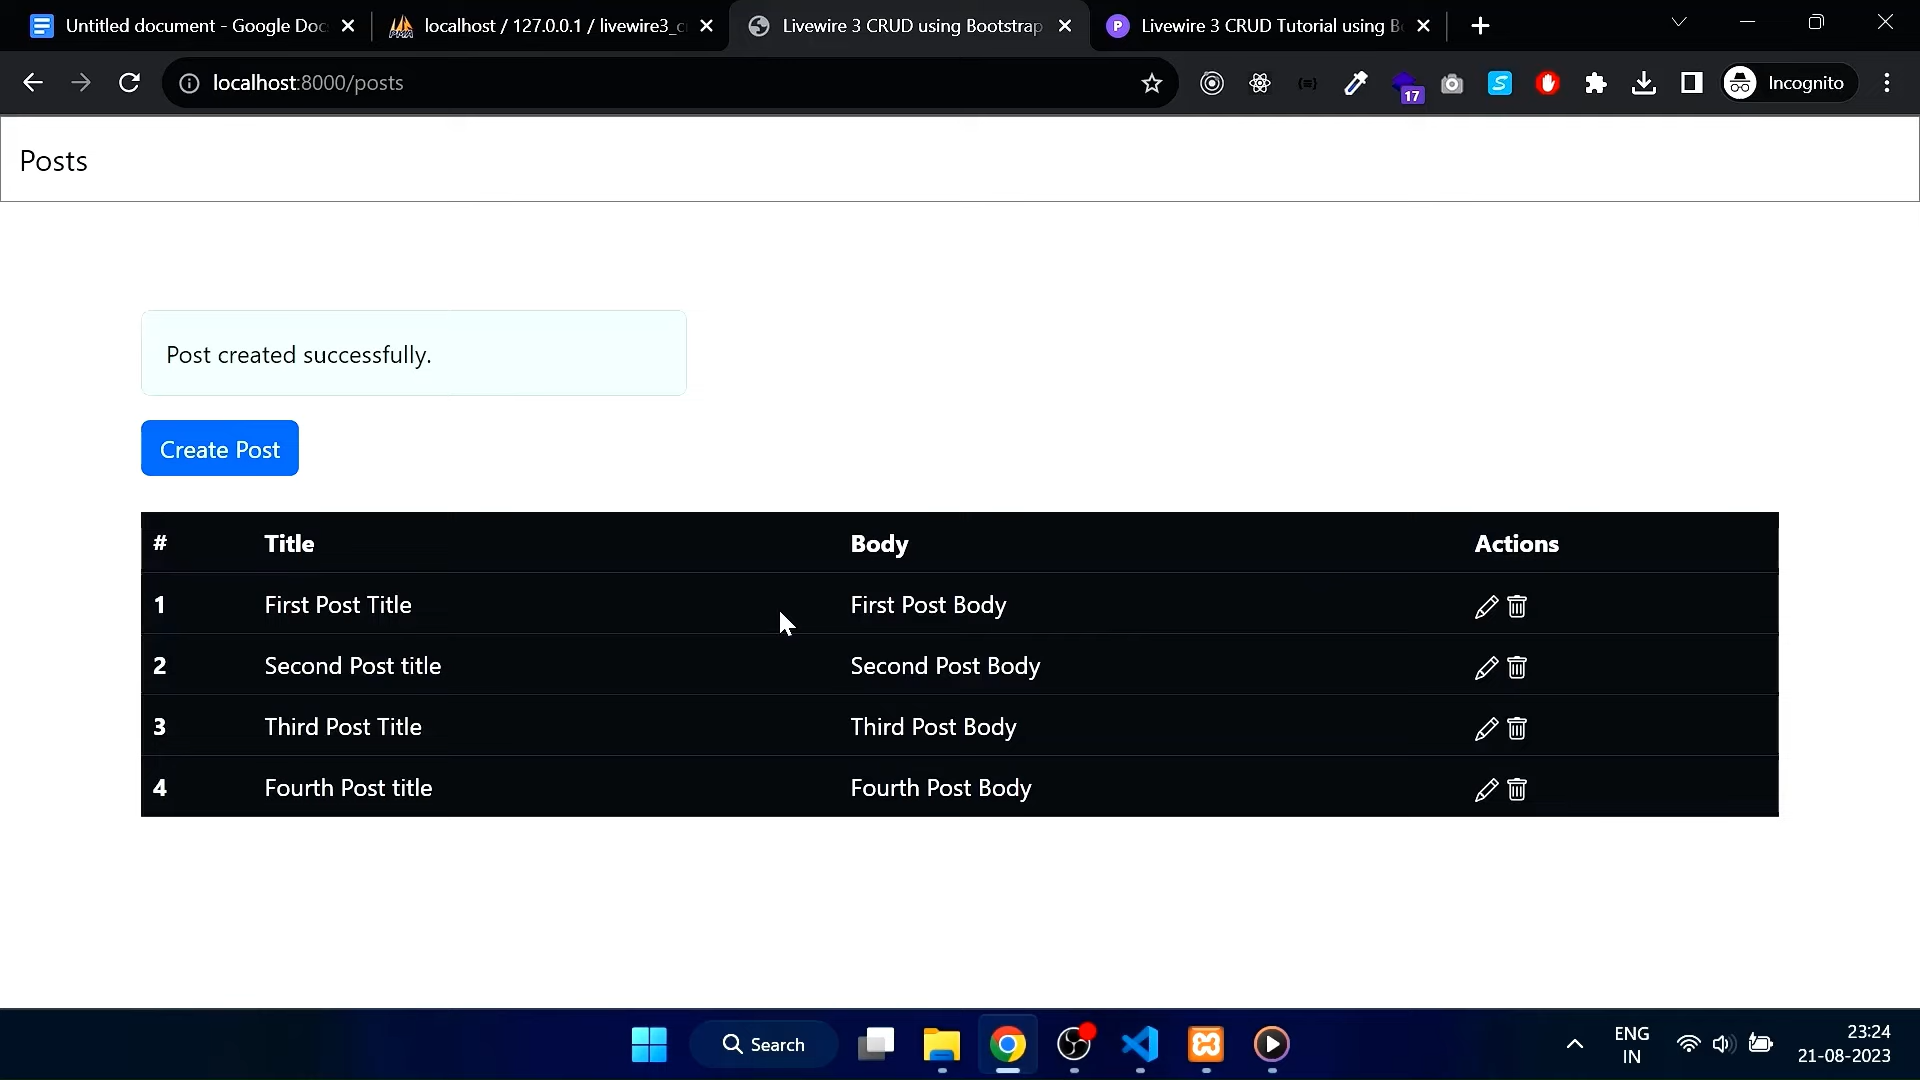 Untitled document - Google Doc
localhost / 127.0.0.1 / livewire3_c
Livewire 3 CRUD using Bootstrap
Livewire 3 CRUD Tutorial using B
localhost:8000/posts
17
Incognito
Posts
Post created successfully.
Create Post
# Title Body Actions
1 First Post Title First Post Body
2 Second Post title Second Post Body
3 Third Post Title Third Post Body
4 Fourth Post title Fourth Post Body
Search
ENG
IN
23:24
21-08-2023